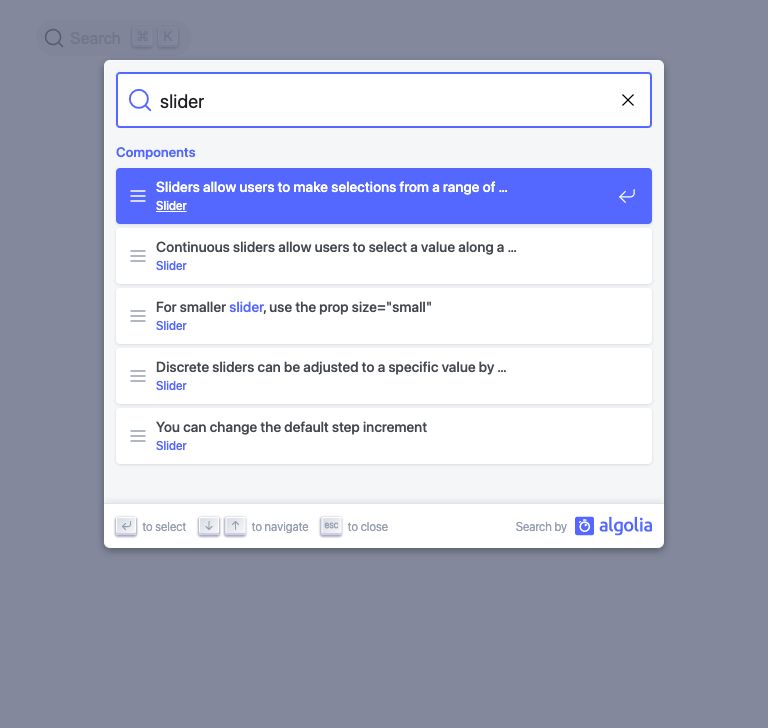 Search ⌘ K
slider
Components
Sliders allow users to make selections from a range of ...
Slider
Continuous sliders allow users to select a value along a ...
Slider
For smaller slider, use the prop size="small"
Slider
Discrete sliders can be adjusted to a specific value by ...
Slider
You can change the default step increment
Slider
to select to navigate esc to close Search by algolia